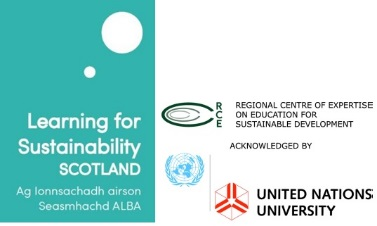 Learning for
Sustainability
SCOTLAND
Ag Ionnsachadh airson
Seasmhachd ALBA
RCE
REGIONAL CENTRE OF EXPERTISE
ON EDUCATION FOR
SUSTAINABLE DEVELOPMENT
ACKNOWLEDGED BY
UNITED NATIONS
UNIVERSITY